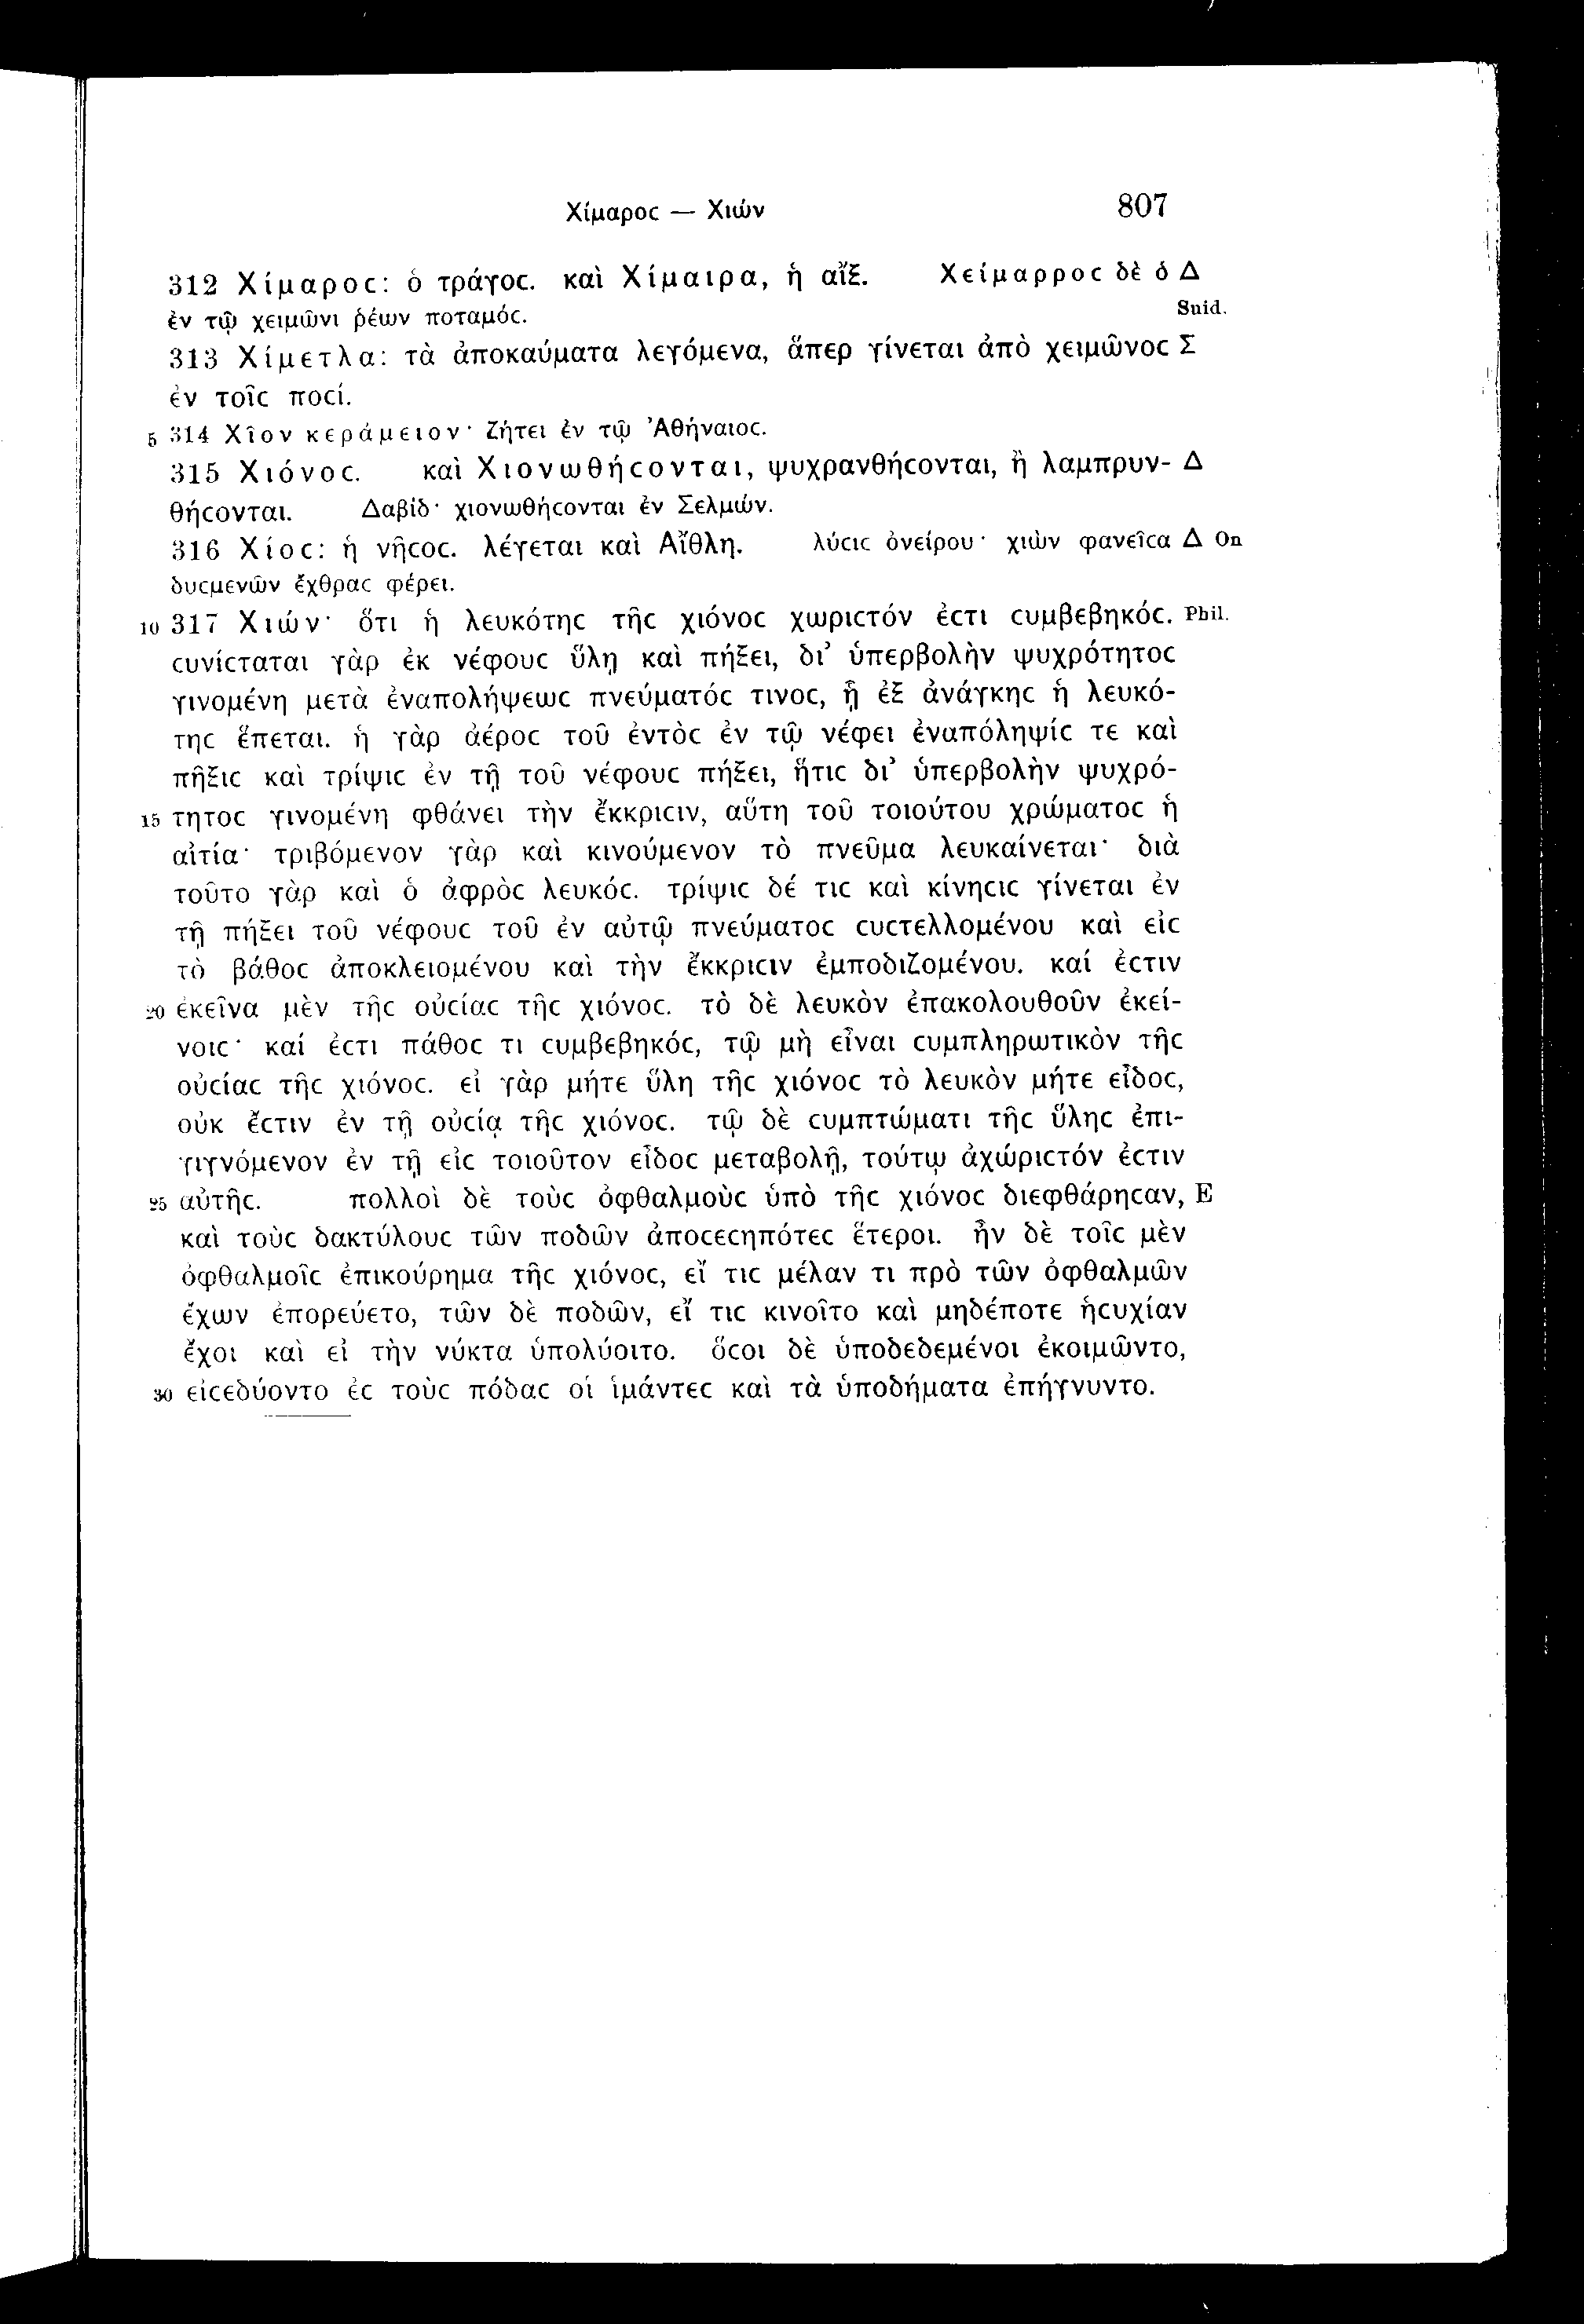 Χίμαροϲ — Χιών 807
312 Χίμαροϲ: ὁ τράγοϲ. καὶ Χίμαιρα, ἡ αἴξ. Χείμαρροϲ δὲ ὁ Δ
ἐν τῷ χειμῶνι ῥέων ποταμόϲ. Suid.
313 Χίμετλα: τὰ ἀποκαύματα λεγόμενα, ἅπερ γίνεται ἀπὸ χειμῶνοϲ Σ
ἐν τοῖϲ ποϲί.
5 314 Χῖον κεράμειον· ζήτει ἐν τῷ Ἀθήναιοϲ.
315 Χιόνοϲ. καὶ Χιονωθήϲονται, ψυχρανθήϲονται, ἢ λαμπρυν- Δ
θήϲονται. Δαβίδ· χιονωθήϲονται ἐν Σελμών.
316 Χίοϲ: ἡ νῆϲοϲ. λέγεται καὶ Αἴθλη. λύϲιϲ ὀνείρου· χιὼν φανεῖϲα Δ On
δυϲμενῶν ἔχθραϲ φέρει.
10 317 Χιών· ὅτι ἡ λευκότηϲ τῆϲ χιόνοϲ χωριϲτόν ἐϲτι ϲυμβεβηκόϲ. Phil.
ϲυνίϲταται γὰρ ἐκ νέφουϲ ὕλῃ καὶ πήξει, δι’ ὑπερβολὴν ψυχρότητοϲ
γινομένη μετὰ ἐναπολήψεωϲ πνεύματόϲ τινοϲ, ᾗ ἐξ ἀνάγκηϲ ἡ λευκό-
τηϲ ἕπεται. ἡ γὰρ ἀέροϲ τοῦ ἐντὸϲ ἐν τῷ νέφει ἐναπόληψίϲ τε καὶ
πῆξιϲ καὶ τρίψιϲ ἐν τῇ τοῦ νέφουϲ πήξει, ἥτιϲ δι’ ὑπερβολὴν ψυχρό-
15 τητοϲ γινομένη φθάνει τὴν ἔκκριϲιν, αὕτη τοῦ τοιούτου χρώματοϲ ἡ
αἰτία· τριβόμενον γὰρ καὶ κινούμενον τὸ πνεῦμα λευκαίνεται· διὰ
τοῦτο γὰρ καὶ ὁ ἀφρὸϲ λευκόϲ. τρίψιϲ δέ τιϲ καὶ κίνηϲιϲ γίνεται ἐν
τῇ πήξει τοῦ νέφουϲ τοῦ ἐν αὐτῷ πνεύματοϲ ϲυϲτελλομένου καὶ εἰϲ
τὸ βάθοϲ ἀποκλειομένου καὶ τὴν ἔκκριϲιν ἐμποδιζομένου. καί ἐϲτιν
20 ἐκεῖνα μὲν τῆϲ οὐϲίαϲ τῆϲ χιόνοϲ. τὸ δὲ λευκὸν ἐπακολουθοῦν ἐκεί-
νοιϲ· καί ἐϲτι πάθοϲ τι ϲυμβεβηκόϲ, τῷ μὴ εἶναι ϲυμπληρωτικὸν τῆϲ
οὐϲίαϲ τῆϲ χιόνοϲ. εἰ γὰρ μήτε ὕλη τῆϲ χιόνοϲ τὸ λευκὸν μήτε εἶδοϲ,
οὐκ ἔϲτιν ἐν τῇ οὐϲίᾳ τῆϲ χιόνοϲ. τῷ δὲ ϲυμπτώματι τῆϲ ὕληϲ ἐπι-
γιγνόμενον ἐν τῇ εἰϲ τοιοῦτον εἶδοϲ μεταβολῇ, τούτῳ ἀχώριϲτόν ἐϲτιν
25 αὐτῆϲ. πολλοὶ δὲ τοὺϲ ὀφθαλμοὺϲ ὑπὸ τῆϲ χιόνοϲ διεφθάρηϲαν, Ε
καὶ τοὺϲ δακτύλουϲ τῶν ποδῶν ἀποϲεϲηπότεϲ ἕτεροι. ἦν δὲ τοῖϲ μὲν
ὀφθαλμοῖϲ ἐπικούρημα τῆϲ χιόνοϲ, εἴ τιϲ μέλαν τι πρὸ τῶν ὀφθαλμῶν
ἔχων ἐπορεύετο, τῶν δὲ ποδῶν, εἴ τιϲ κινοῖτο καὶ μηδέποτε ἡϲυχίαν
ἔχοι καὶ εἰ τὴν νύκτα ὑπολύοιτο. ὅϲοι δὲ ὑποδεδεμένοι ἐκοιμῶντο,
30 εἰϲεδύοντο ἐϲ τοὺϲ πόδαϲ οἱ ἱμάντεϲ καὶ τὰ ὑποδήματα ἐπήγνυντο.